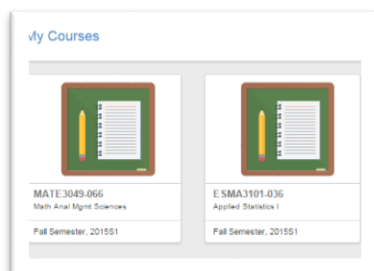 My Courses
MATE3049-066
Math Anal Mgmt Sciences
Fall Semester, 2015S1
ESMA3101-036
Applied Statistics I
Fall Semester, 2015S1